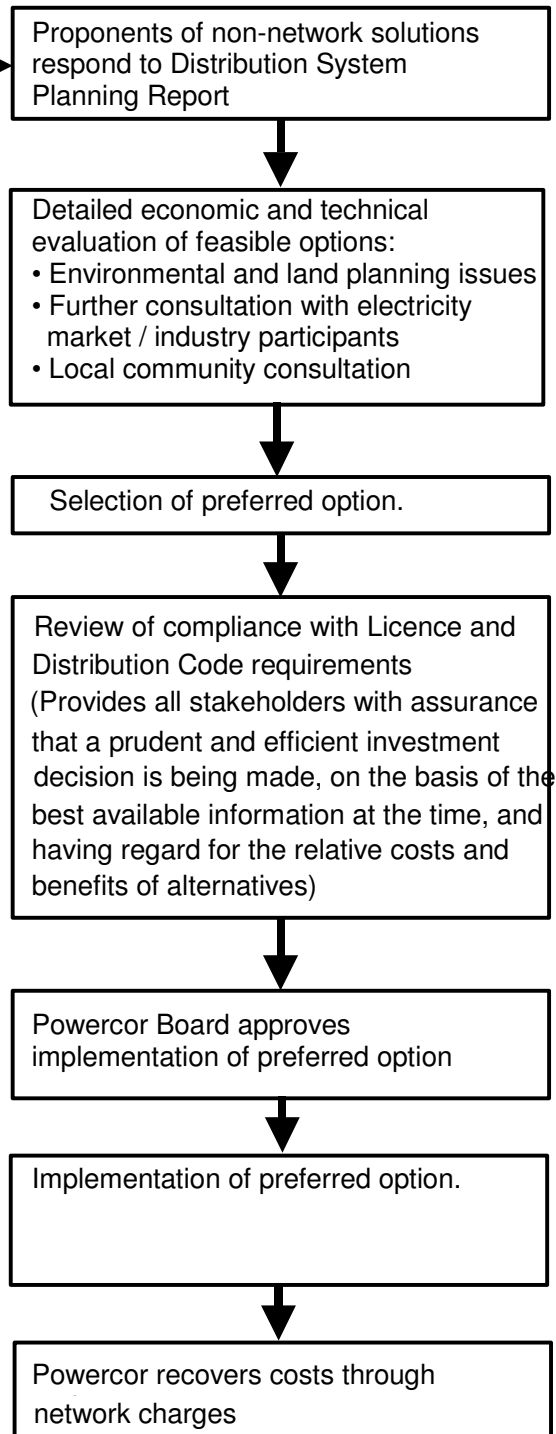 Proponents of non-network solutions
respond to Distribution System
Planning Report
Detailed economic and technical
evaluation of feasible options:
• Environmental and land planning issues
• Further consultation with electricity
market / industry participants
• Local community consultation
Selection of preferred option.
Review of compliance with Licence and
Distribution Code requirements
(Provides all stakeholders with assurance
that a prudent and efficient investment
decision is being made, on the basis of the
best available information at the time, and
having regard for the relative costs and
benefits of alternatives)
Powercor Board approves
implementation of preferred option
Implementation of preferred option.
Powercor recovers costs through
network charges